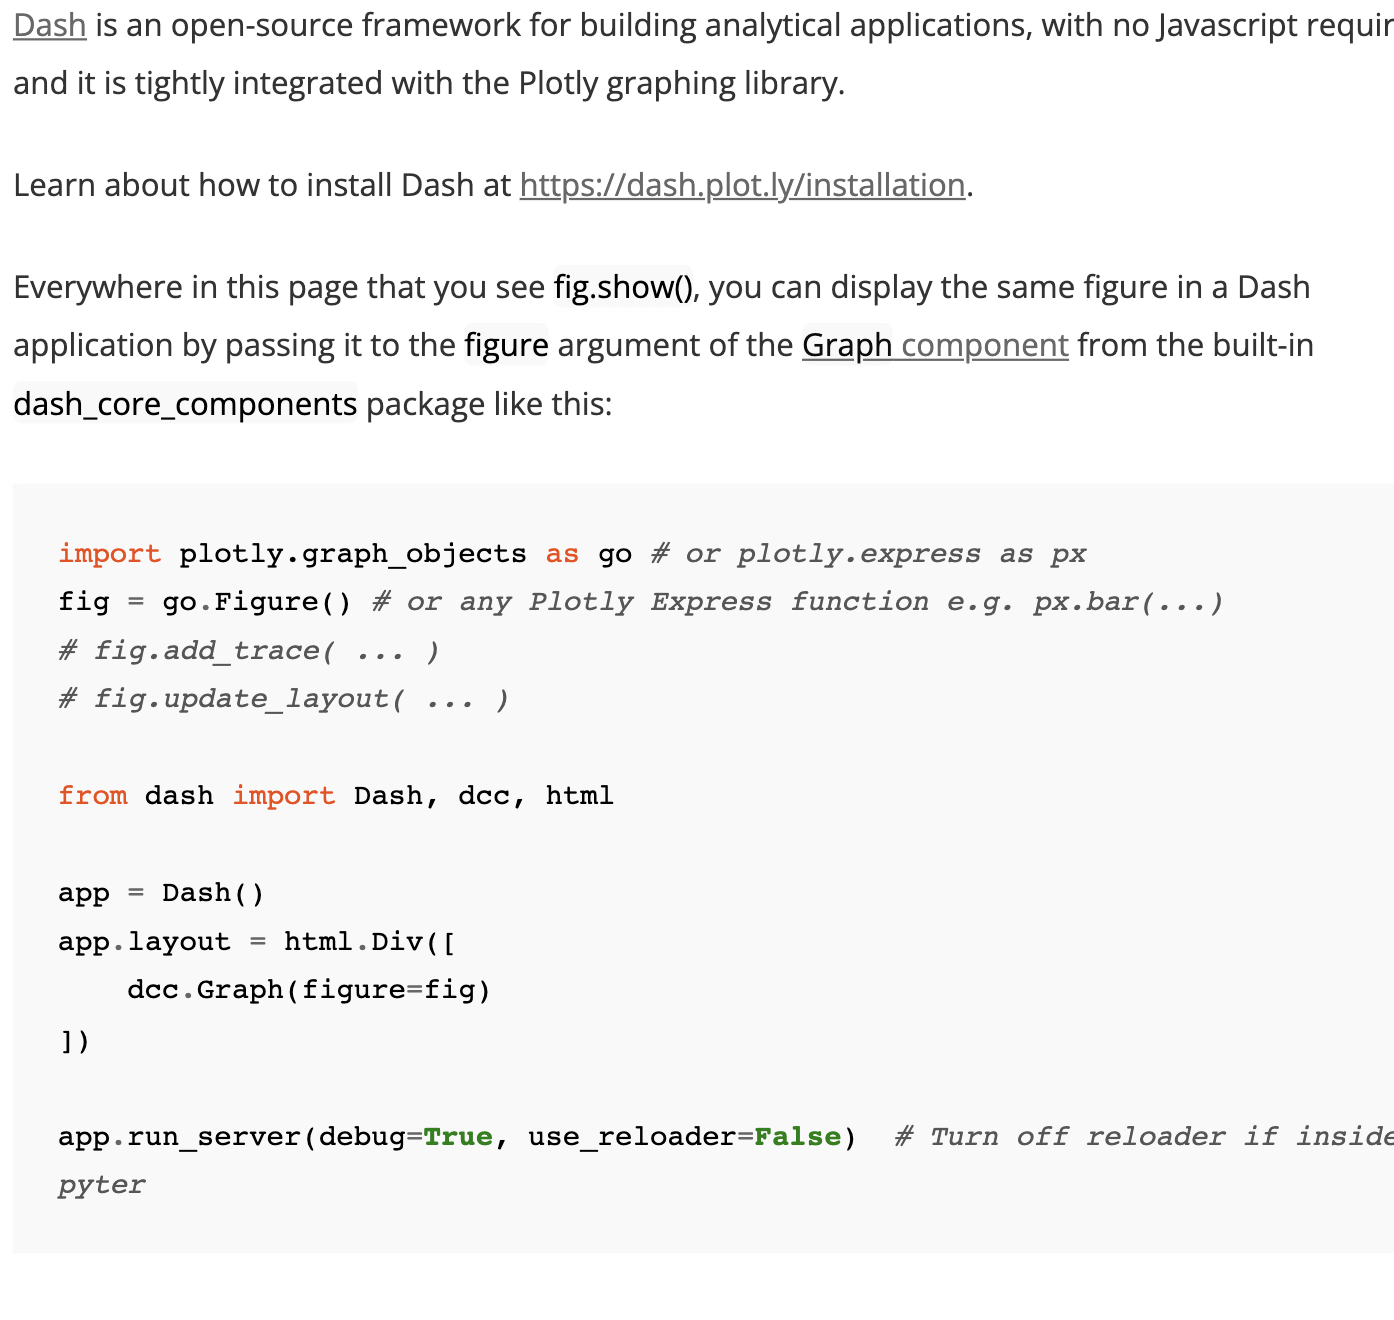 Dash is an open-source framework for building analytical applications, with no Javascript requir
and it is tightly integrated with the Plotly graphing library.
Learn about how to install Dash at https://dash.plot.ly/installation.
Everywhere in this page that you see fig.show(), you can display the same figure in a Dash
application by passing it to the figure argument of the Graph component from the built-in
dash_core_components package like this:
import plotly.graph_objects as go # or plotly.express as px
fig = go.Figure() # or any Plotly Express function e.g. px.bar(...)
# fig.add_trace( ... )
# fig.update_layout( ... )
from dash import Dash, dcc, html
app = Dash()
app.layout = html.Div([
    dcc.Graph(figure=fig)
])
app.run_server(debug=True, use_reloader=False)  # Turn off reloader if inside
pyter